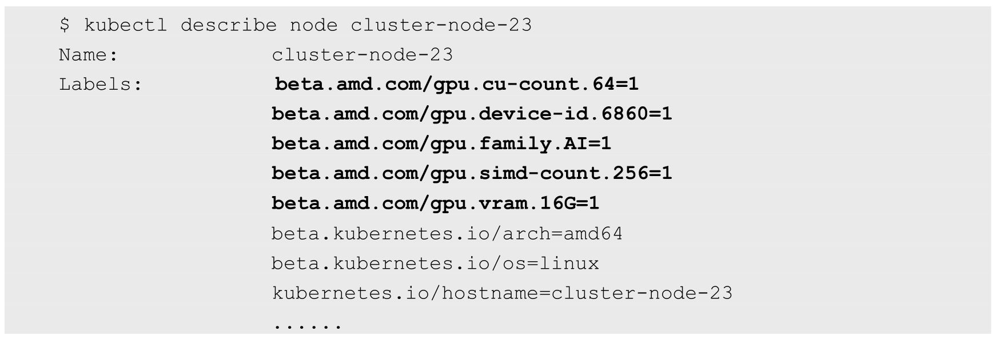 $ kubectl describe node cluster-node-23
Name: cluster-node-23
Labels: beta.amd.com/gpu.cu-count.64=1
beta.amd.com/gpu.device-id.6860=1
beta.amd.com/gpu.family.AI=1
beta.amd.com/gpu.simd-count.256=1
beta.amd.com/gpu.vram.16G=1
beta.kubernetes.io/arch=amd64
beta.kubernetes.io/os=linux
kubernetes.io/hostname=cluster-node-23
......